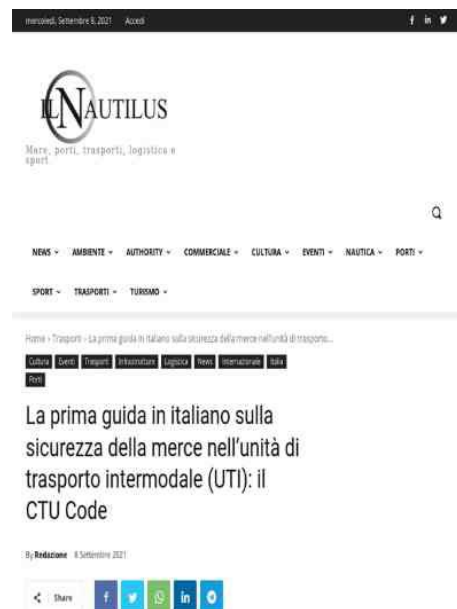 mercoledì, Settembre 8, 2021 Accedi
IL NAUTILUS
Mare, porti, trasporti, logistica e
sport
NEWS AMBIENTE AUTHORITY COMMERCIALE CULTURA EVENTI NAUTICA PORTI
SPORT TRASPORTI TURISMO
Home › Trasporti › La prima guida in italiano sulla sicurezza della merce nell'unità di trasporto...
Cultura Eventi Trasporti Infrastrutture Logistica News Internazionale Italia
Porti
La prima guida in italiano sulla
sicurezza della merce nell'unità di
trasporto intermodale (UTI): il
CTU Code
By Redazione 8 Settembre 2021
Share